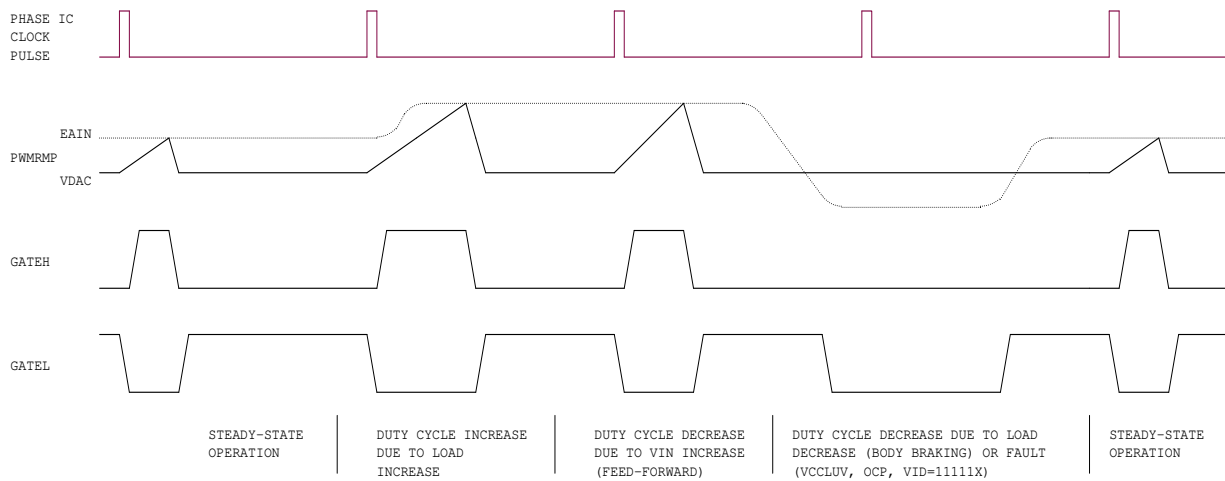 PHASE IC
CLOCK
PULSE
EAIN
PWMRMP
VDAC
GATEH
GATEL
STEADY-STATE
OPERATION
DUTY CYCLE INCREASE
DUE TO LOAD
INCREASE
DUTY CYCLE DECREASE
DUE TO VIN INCREASE
(FEED-FORWARD)
DUTY CYCLE DECREASE DUE TO LOAD
DECREASE (BODY BRAKING) OR FAULT
(VCCLUV, OCP, VID=11111X)
STEADY-STATE
OPERATION